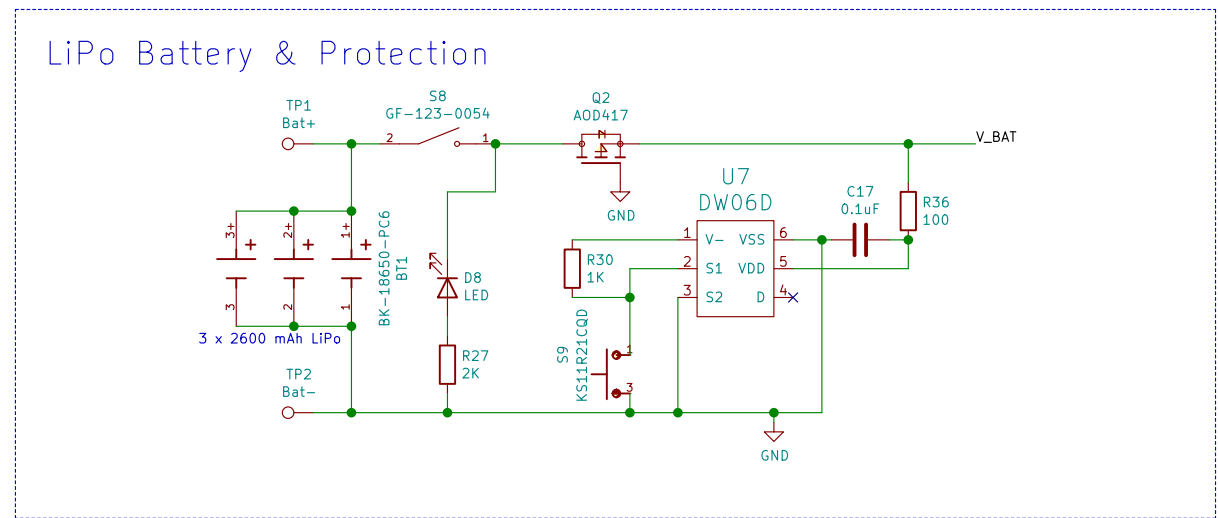 LiPo Battery & Protection
TP1
Bat+
S8
GF-123-0054
2
1
Q2
AOD417
GND
V_BAT
U7
DW06D
C17
0.1uF
R36
100
3+
2+
1+
3
2
1
BK-18650-PC6
BT1
3 x 2600 mAh LiPo
D8
LED
R27
2K
R30
1K
1
V-
VSS
6
2
S1
VDD
5
3
S2
D
4
S9
KS11R21CQD
1
3
TP2
Bat-
GND